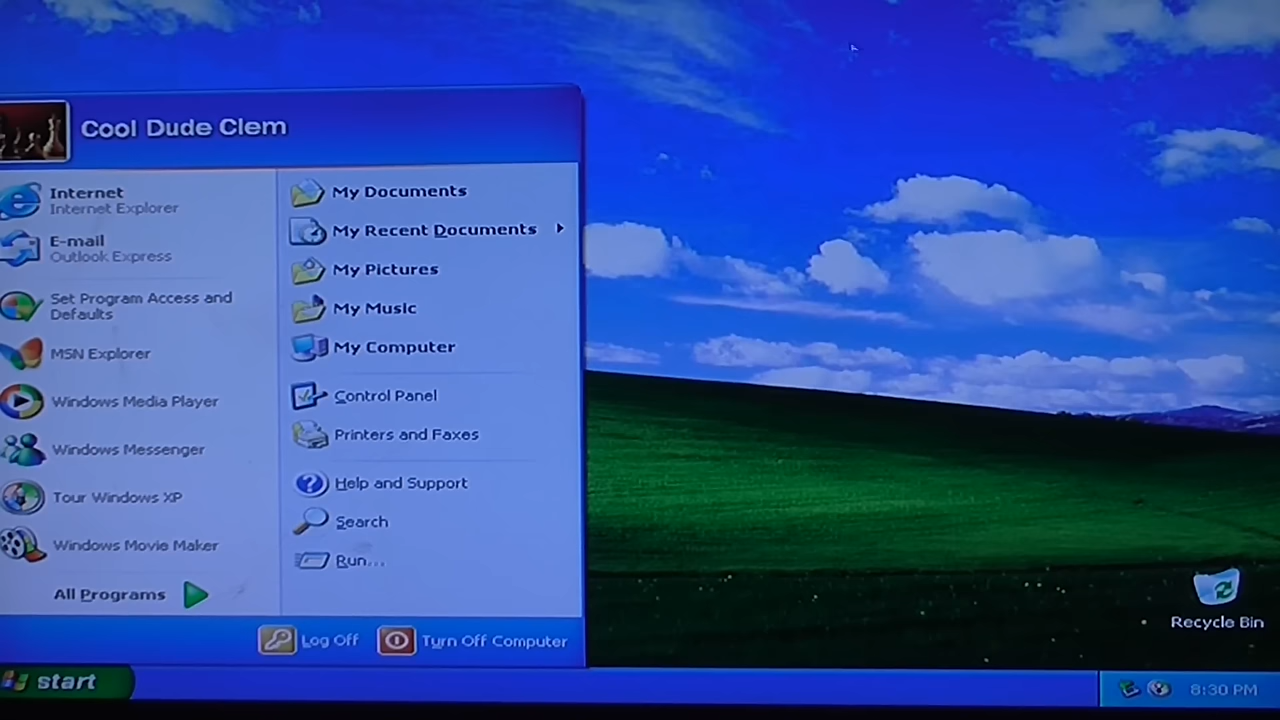 Cool Dude Clem
Internet
Internet Explorer
E-mail
Outlook Express
Set Program Access and
Defaults
MSN Explorer
Windows Media Player
Windows Messenger
Tour Windows XP
Windows Movie Maker
All Programs
My Documents
My Recent Documents
My Pictures
My Music
My Computer
Control Panel
Printers and Faxes
Help and Support
Search
Run...
Log Off
Turn Off Computer
Recycle Bin
start
8:30 PM